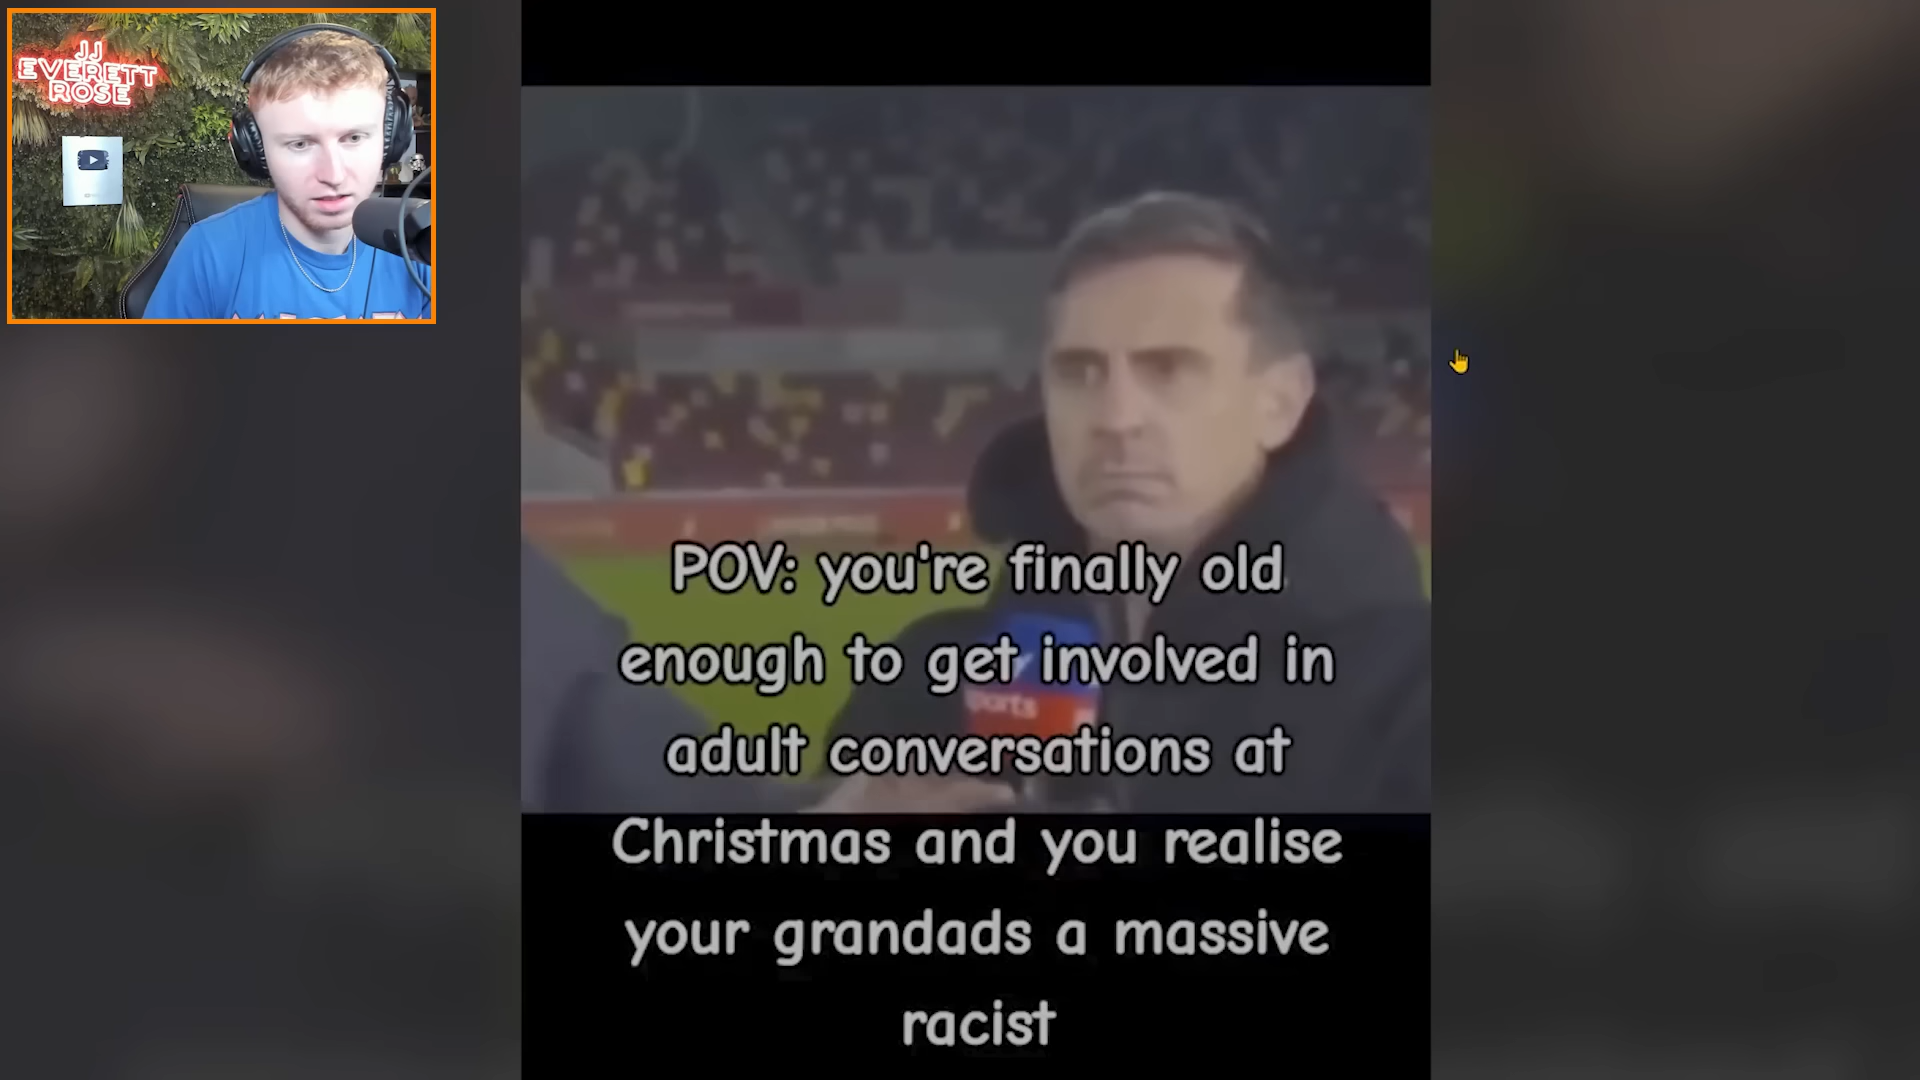 JJ
EVERETT
ROSE
POV: you're finally old
enough to get involved in
adult conversations at
Christmas and you realise
your grandads a massive
racist
ports